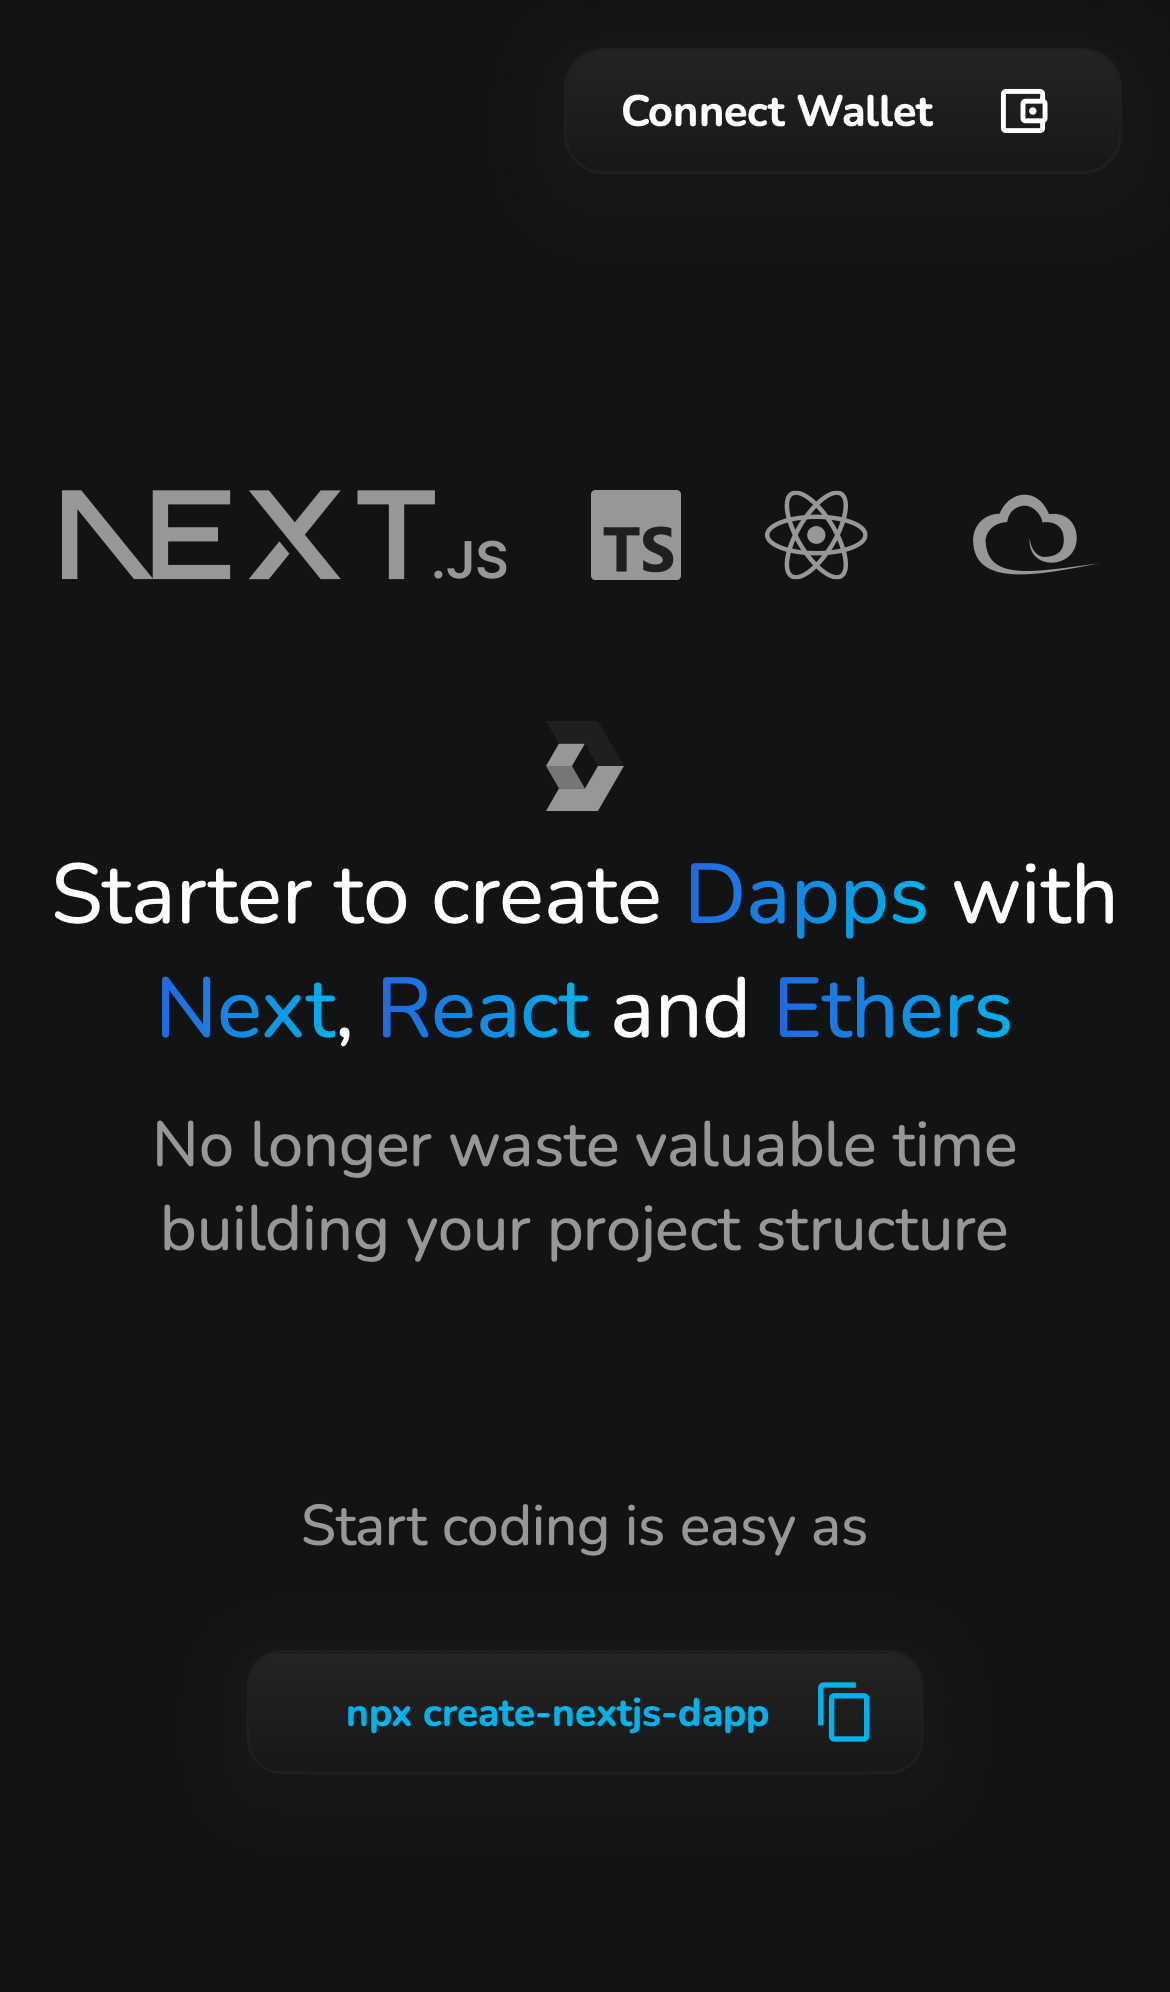 Connect Wallet
NEXT.JS
TS
Starter to create Dapps with
Next, React and Ethers
No longer waste valuable time
building your project structure
Start coding is easy as
npx create-nextjs-dapp